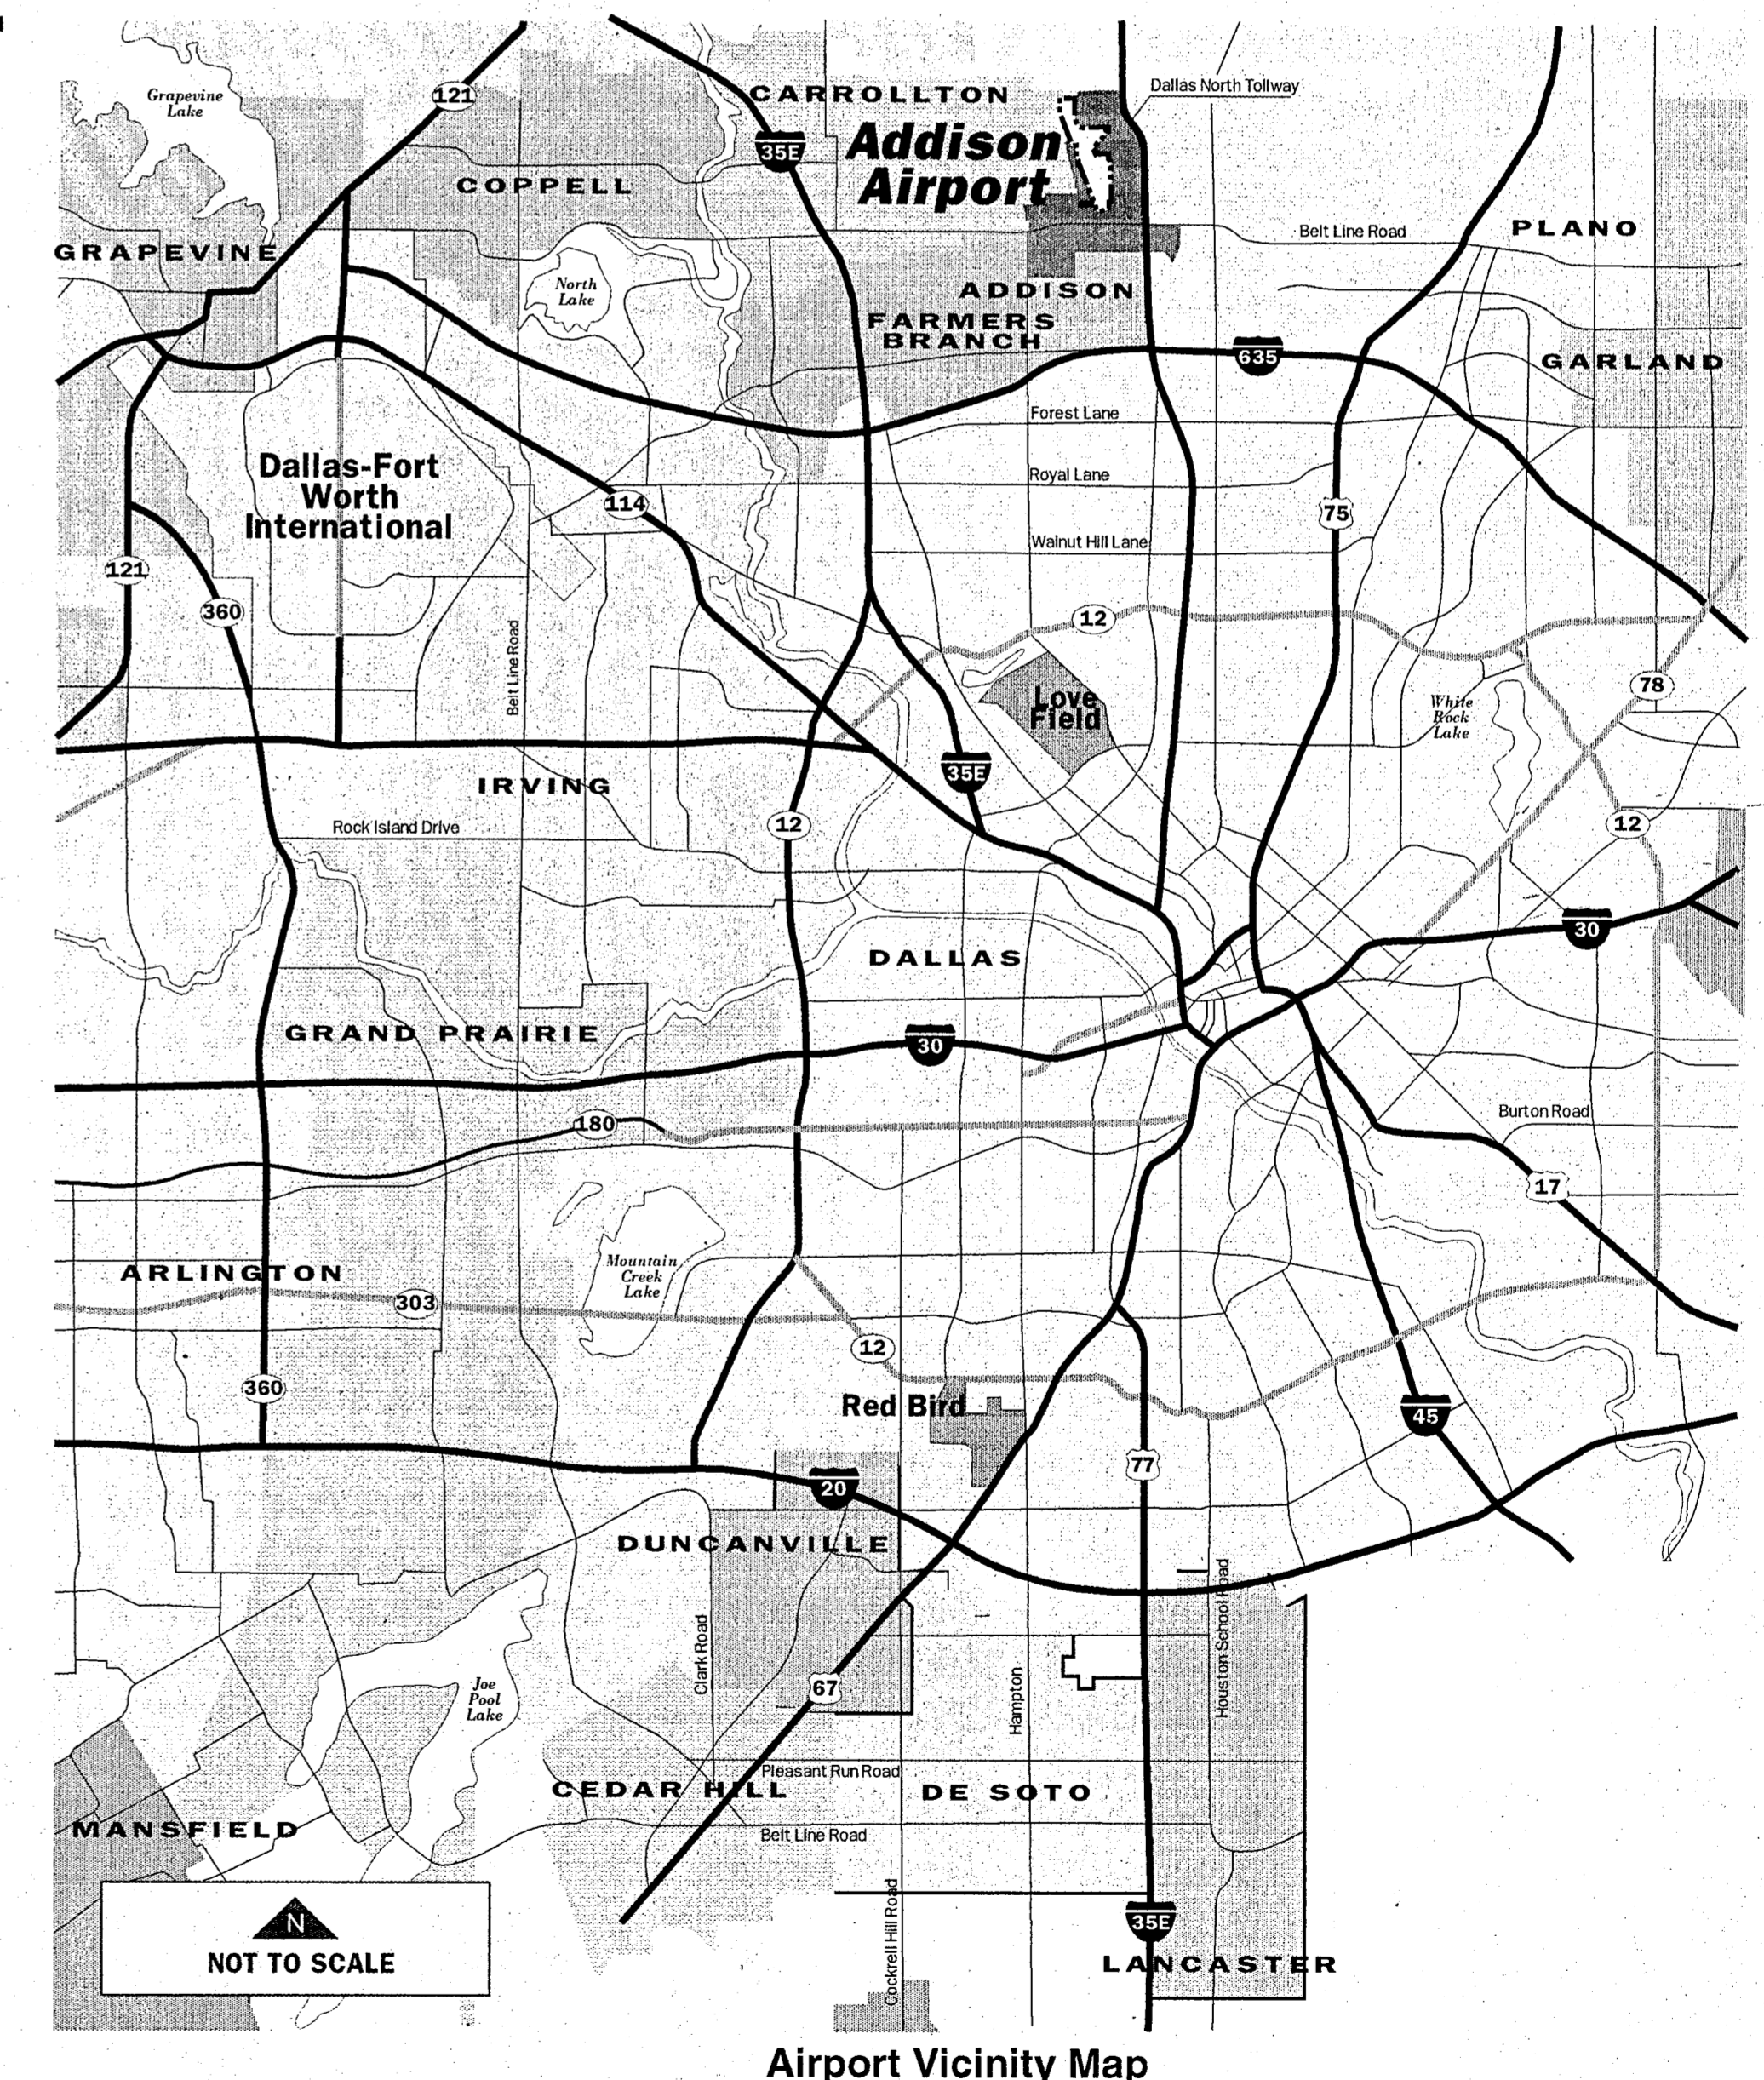 121
Dallas North Tollway
CARROLLTON
Grapevine
Lake
35E
Addison
Airport
COPPELL
PLANO
Belt Line Road
GRAPEVINE
North
Lake
ADDISON
FARMERS
BRANCH
635
GARLAND
Forest Lane
Dallas-Fort
Worth
International
Royal Lane
114
75
Walnut Hill Lane
121
360
12
Belt Line Road
78
Love
Field
White
Rock
Lake
35E
IRVING
Rock Island Drive
12
12
30
DALLAS
GRAND PRAIRIE
30
180
Burton Road
17
Mountain
Creek
Lake
ARLINGTON
303
12
360
Red Bird
45
77
20
DUNCANVILLE
Houston School Road
Clark Road
67
Hampton
Joe
Pool
Lake
Pleasant Run Road
CEDAR HILL
DE SOTO
MANSFIELD
Belt Line Road
Cockrell Hill Road
N
35E
NOT TO SCALE
LANCASTER
Airport Vicinity Map